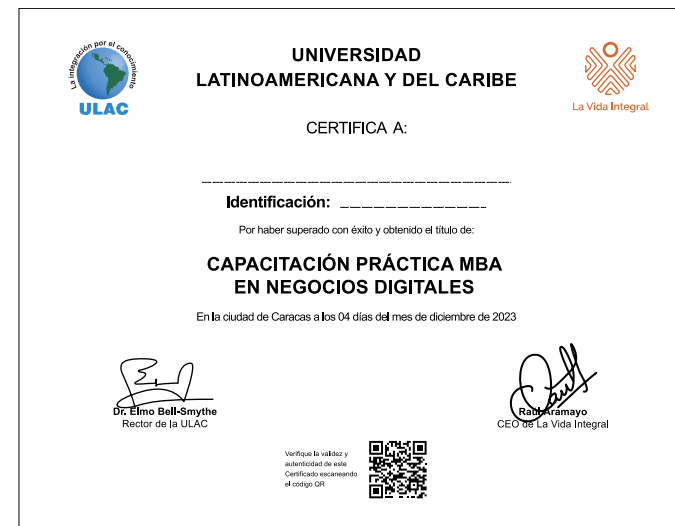 La integración por el conocimiento
ULAC
UNIVERSIDAD
LATINOAMERICANA Y DEL CARIBE
La Vida Integral
CERTIFICA A:
Identificación:
Por haber superado con éxito y obtenido el título de:
CAPACITACIÓN PRÁCTICA MBA
EN NEGOCIOS DIGITALES
En la ciudad de Caracas a los 04 días del mes de diciembre de 2023
Dr. Elmo Bell-Smythe
Rector de la ULAC
Raúl Aramayo
CEO de La Vida Integral
Verifique la validez y
autenticidad de este
Certificado escaneando
el código QR